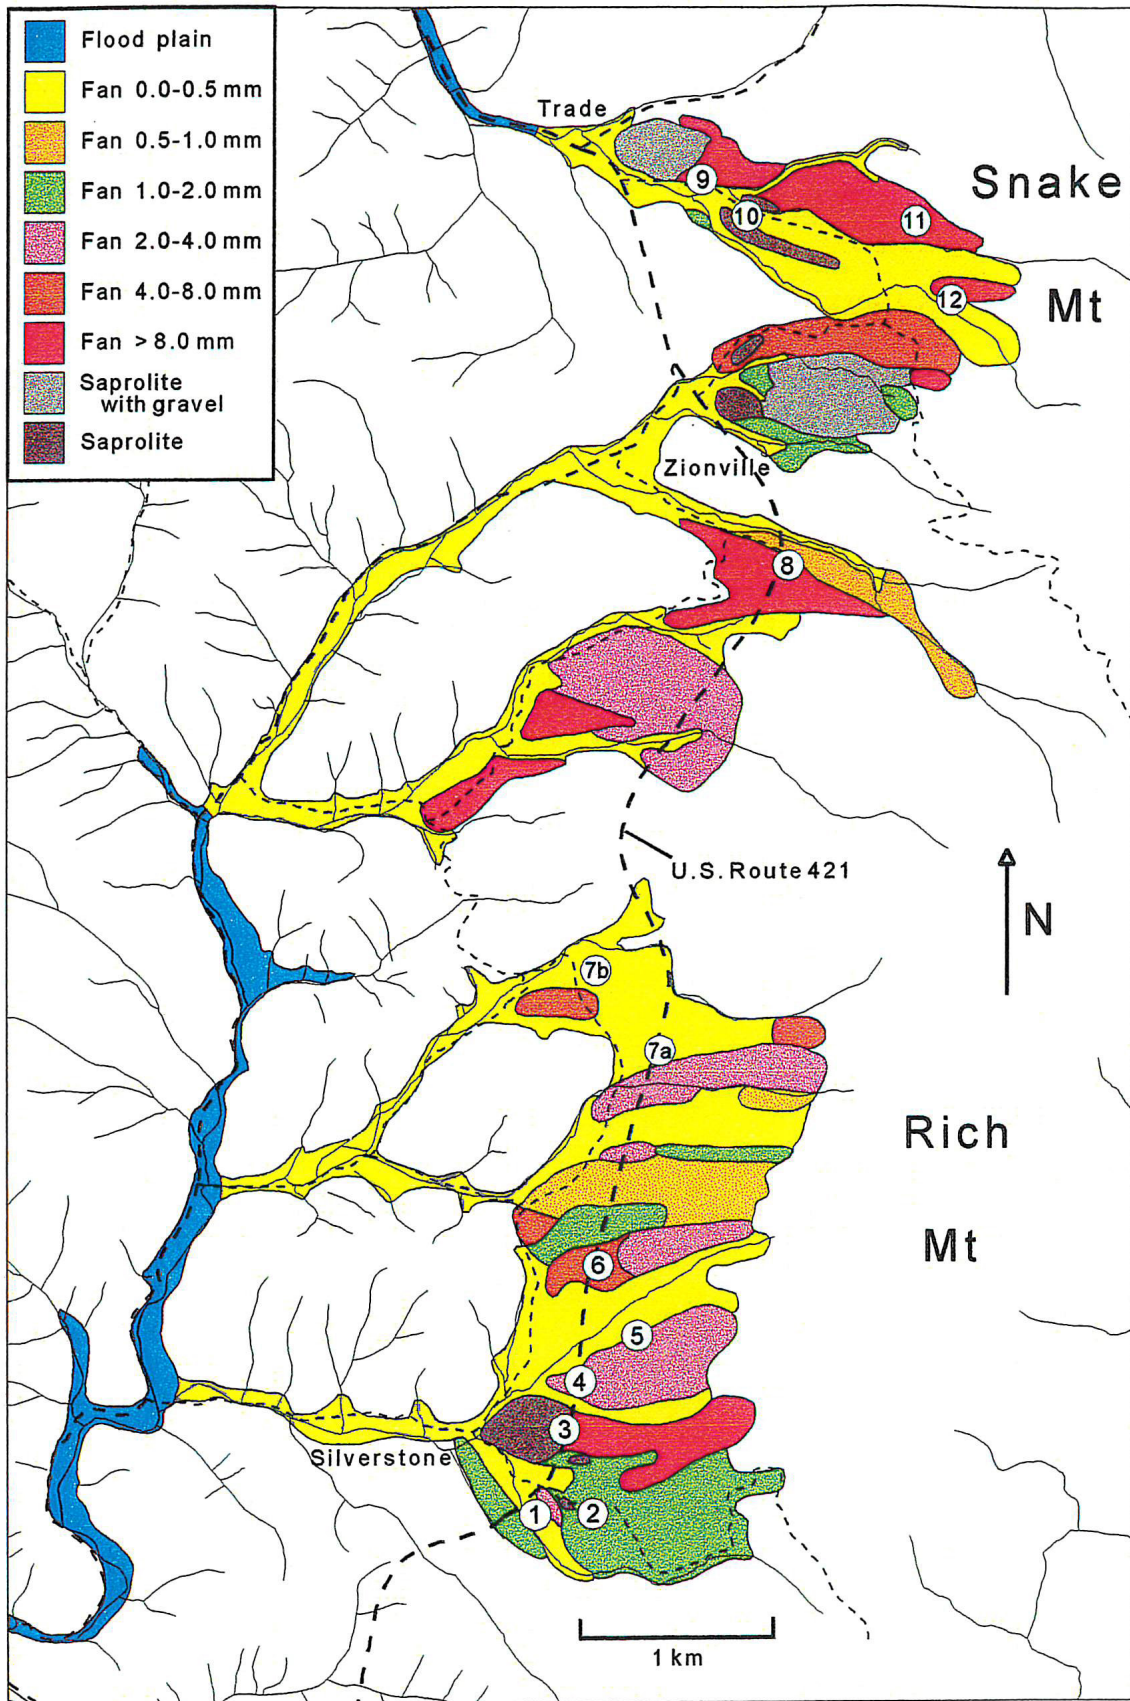 Flood plain
Fan 0.0-0.5 mm
Fan 0.5-1.0 mm
Fan 1.0-2.0 mm
Fan 2.0-4.0 mm
Fan 4.0-8.0 mm
Fan > 8.0 mm
Saprolite
with gravel
Saprolite
Trade
Snake
Mt
9
10
11
12
Zionville
8
U.S. Route 421
N
7b
7a
Rich
Mt
6
5
4
3
Silverstone
1
2
1 km